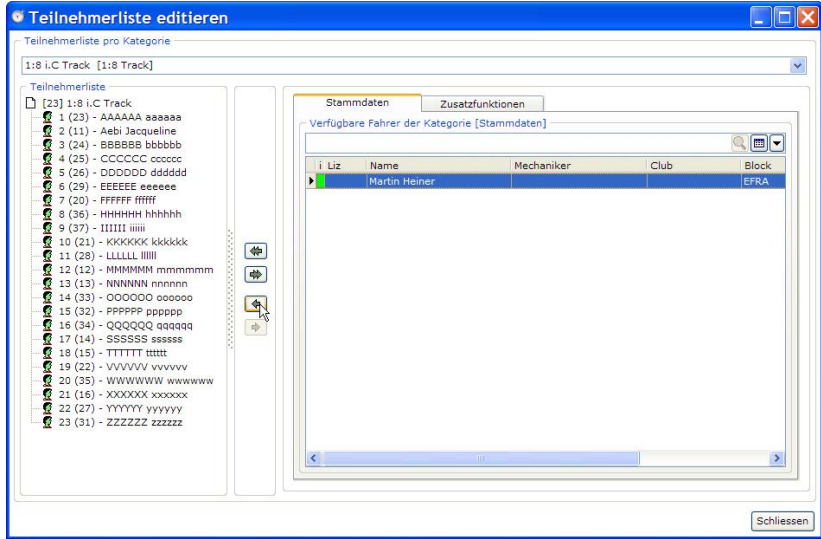 Teilnehmerliste editieren
Teilnehmerliste pro Kategorie
1:8 i.C Track [1:8 Track]
Teilnehmerliste
[23] 1:8 i.C Track
1 (23) - AAAAAA aaaaaa
2 (11) - Aebi Jacqueline
3 (24) - BBBBBB bbbbbb
4 (25) - CCCCCC cccccc
5 (26) - DDDDDD dddddd
6 (29) - EEEEEE eeeeee
7 (20) - FFFFFF ffffff
8 (36) - HHHHHH hhhhhh
9 (37) - IIIIII iiiiii
10 (21) - KKKKKK kkkkkk
11 (28) - LLLLLL llllll
12 (12) - MMMMMM mmmmmm
13 (13) - NNNNNN nnnnnn
14 (33) - OOOOOO oooooo
15 (32) - PPPPPP pppppp
16 (34) - QQQQQQ qqqqqq
17 (14) - SSSSSS ssssss
18 (15) - TTTTTT tttttt
19 (22) - VVVVVV vvvvvv
20 (35) - WWWWWW wwwwww
21 (16) - XXXXXX xxxxxx
22 (27) - YYYYYY yyyyyy
23 (31) - ZZZZZZ zzzzzz
Stammdaten Zusatzfunktionen
Verfügbare Fahrer der Kategorie [Stammdaten]
i Liz Name Mechaniker Club Block
Martin Heiner EFRA
Schliessen